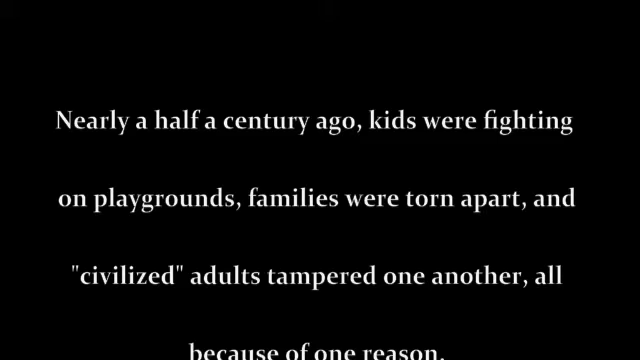 Nearly a half a century ago, kids were fighting
on playgrounds, families were torn apart, and
"civilized" adults tampered one another, all
because of one reason.